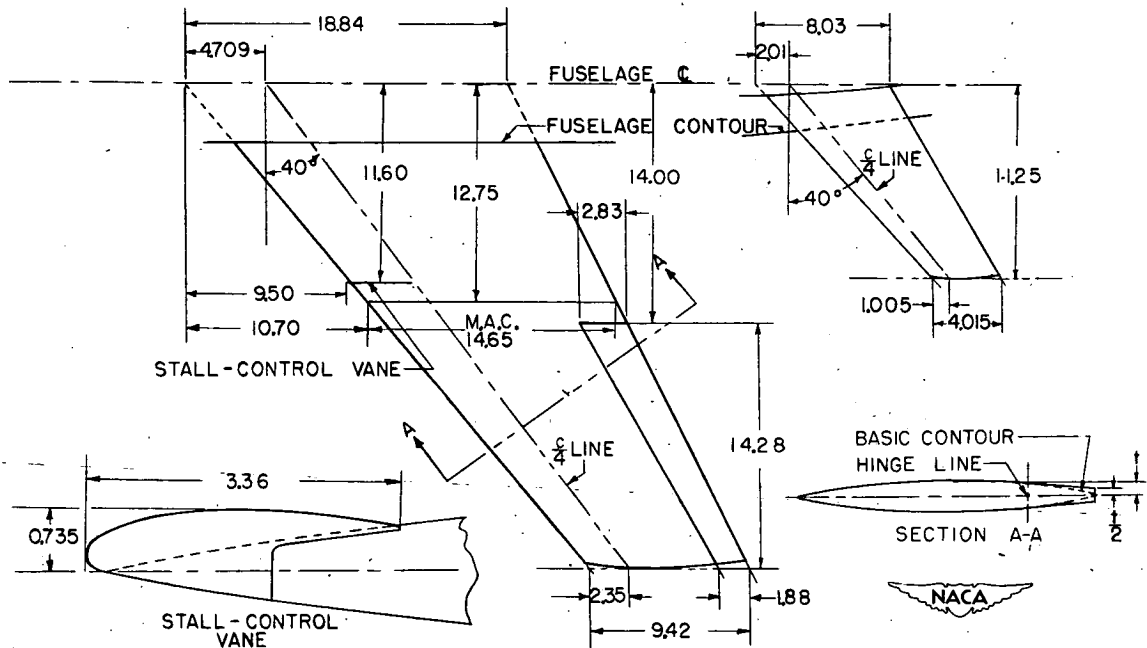 18.84
4.709
FUSELAGE ℄
FUSELAGE CONTOUR
40°
11.60
12.75
14.00
2.83
9.50
10.70
M.A.C.
14.65
STALL-CONTROL VANE
A
A
c/4 LINE
14.28
2.35
1.88
9.42
8.03
2.01
c/4 LINE
40°
11.25
1.005
4.015
3.36
0.735
STALL-CONTROL
VANE
BASIC CONTOUR
HINGE LINE
t
t/2
SECTION A-A
NACA